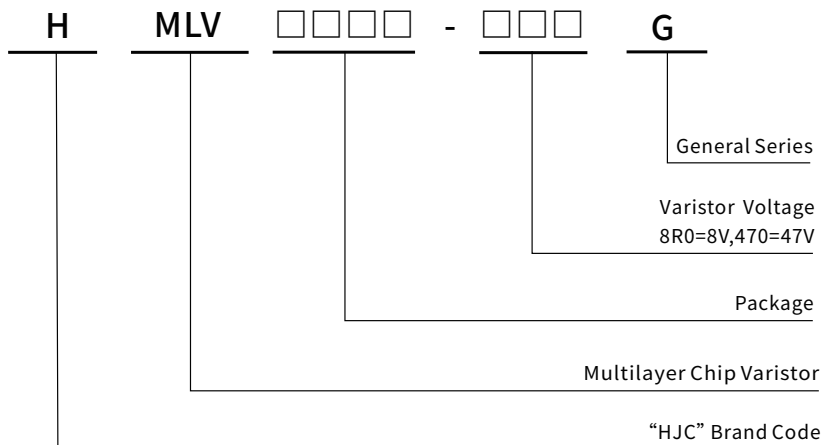 H MLV □□□□ - □□□ G
General Series
Varistor Voltage
8R0=8V,470=47V
Package
Multilayer Chip Varistor
“HJC” Brand Code